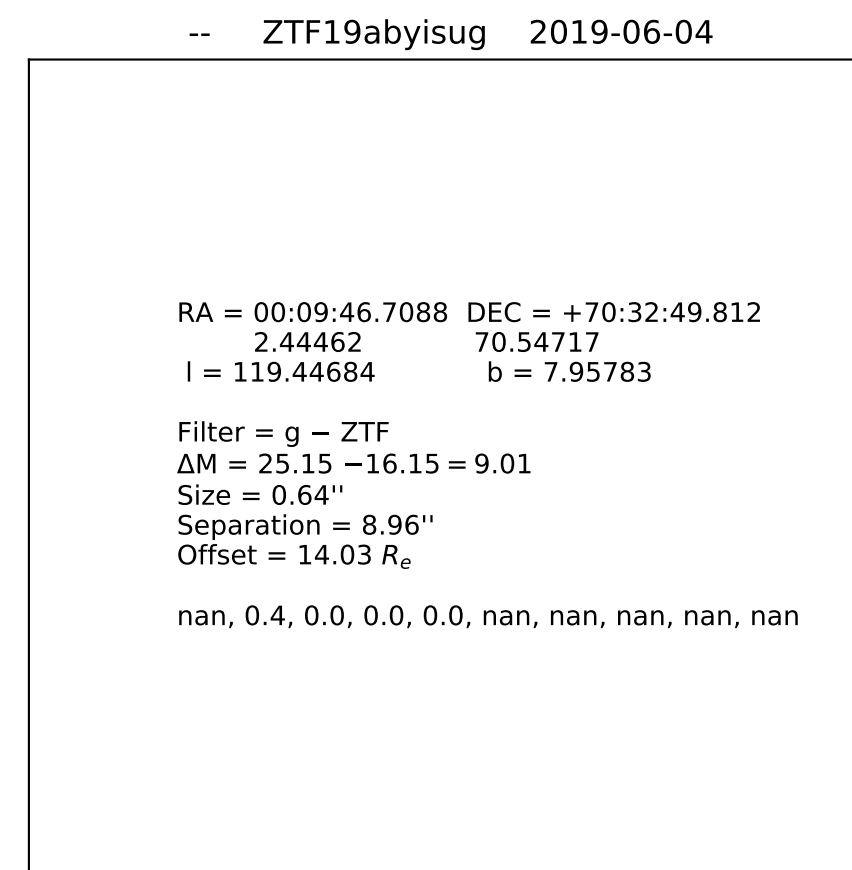 -- ZTF19abyisug 2019-06-04
RA = 00:09:46.7088 DEC = +70:32:49.812
2.44462 70.54717
l = 119.44684 b = 7.95783
Filter = g − ZTF
ΔM = 25.15 −16.15 = 9.01
Size = 0.64''
Separation = 8.96''
Offset = 14.03 Rₑ
nan, 0.4, 0.0, 0.0, 0.0, nan, nan, nan, nan, nan